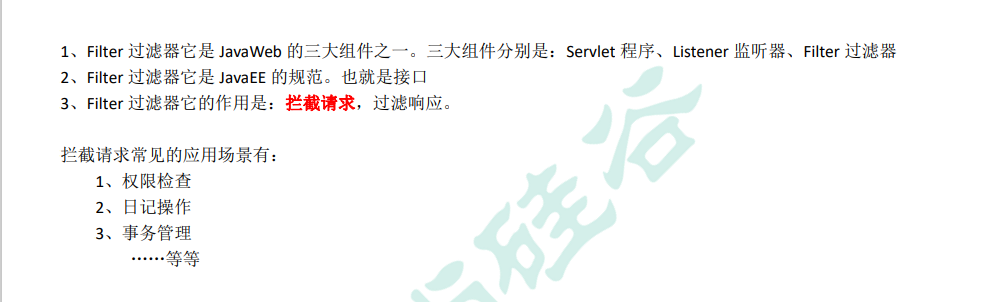 1、Filter 过滤器它是 JavaWeb 的三大组件之一。三大组件分别是：Servlet 程序、Listener 监听器、Filter 过滤器
2、Filter 过滤器它是 JavaEE 的规范。也就是接口
3、Filter 过滤器它的作用是：拦截请求，过滤响应。
拦截请求常见的应用场景有：
1、权限检查
2、日记操作
3、事务管理
……等等
硅谷